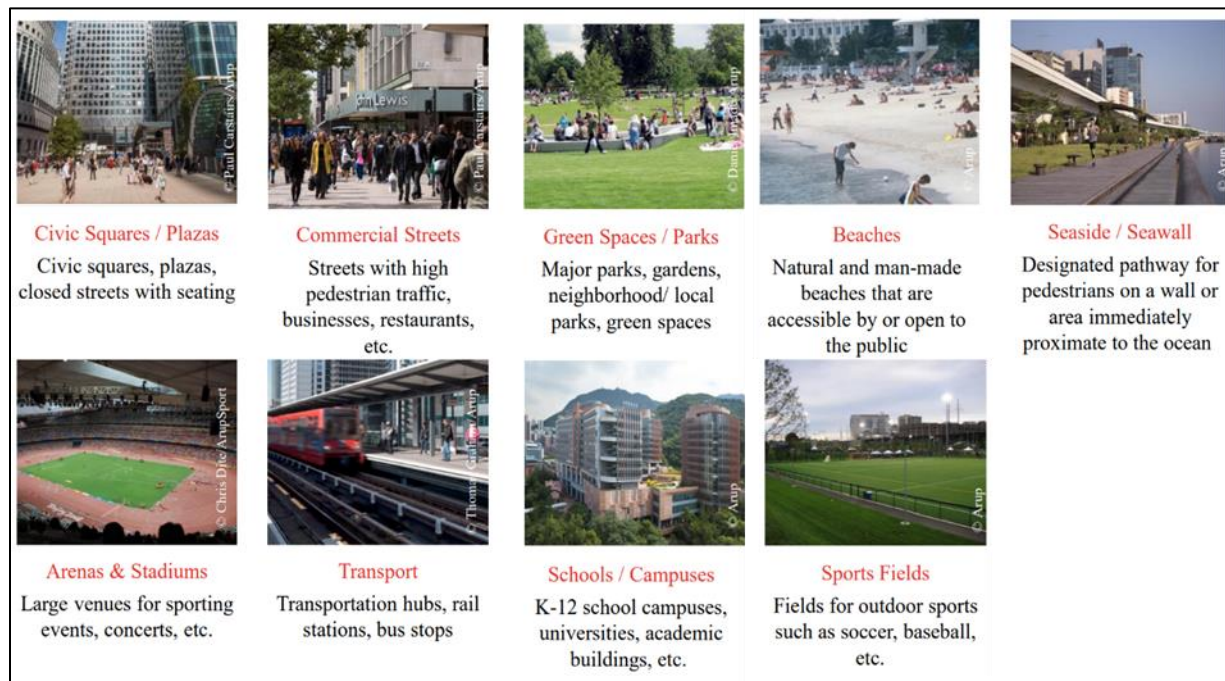 © Paul Carstairs/Arup
Lewis
© Paul Carstairs/Arup
© Arup
© Arup
Civic Squares / Plazas
Civic squares, plazas,
closed streets with seating
Commercial Streets
Streets with high
pedestrian traffic,
businesses, restaurants,
etc.
Green Spaces / Parks
Major parks, gardens,
neighborhood/ local
parks, green spaces
Beaches
Natural and man-made
beaches that are
accessible by or open to
the public
Seaside / Seawall
Designated pathway for
pedestrians on a wall or
area immediately
proximate to the ocean
© Chris Dite/ArupSport
© Arup
© Arup
Arenas & Stadiums
Large venues for sporting
events, concerts, etc.
Transport
Transportation hubs, rail
stations, bus stops
Schools / Campuses
K-12 school campuses,
universities, academic
buildings, etc.
Sports Fields
Fields for outdoor sports
such as soccer, baseball,
etc.